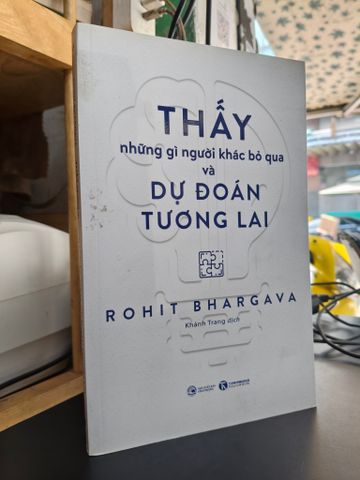 THẤY
những gì người khác bỏ qua
và
DỰ ĐOÁN
TƯƠNG LAI
ROHIT BHARGAVA
Khánh Trang dịch